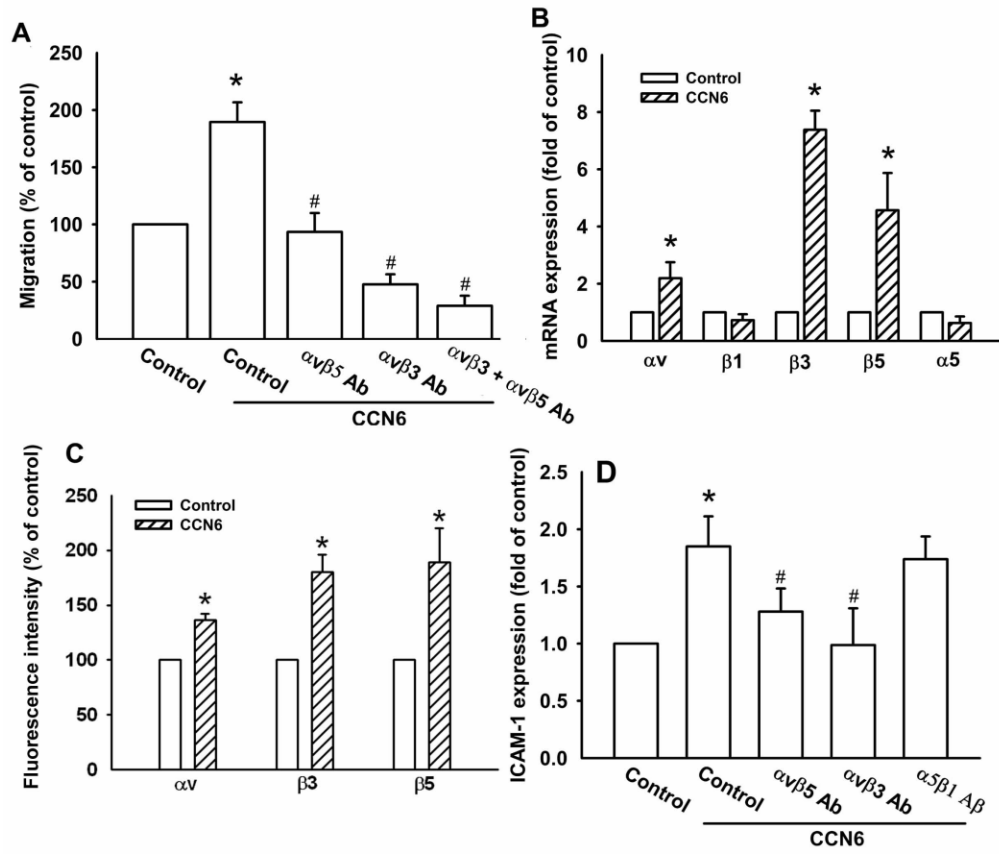 A
Migration (% of control)
250
200
150
100
50
0
*
#
#
#
Control
Control
αvβ5 Ab
αvβ3 Ab
αvβ3 + αvβ5 Ab
CCN6
B
mRNA expression (fold of control)
10
8
6
4
2
0
Control
CCN6
*
*
*
αv
β1
β3
β5
α5
C
Fluorescence intensity (% of control)
250
200
150
100
50
0
Control
CCN6
*
*
*
αv
β3
β5
D
ICAM-1 expression (fold of control)
2.5
2.0
1.5
1.0
0.5
0.0
*
#
#
Control
Control
αvβ5 Ab
αvβ3 Ab
α5β1 Aβ
CCN6